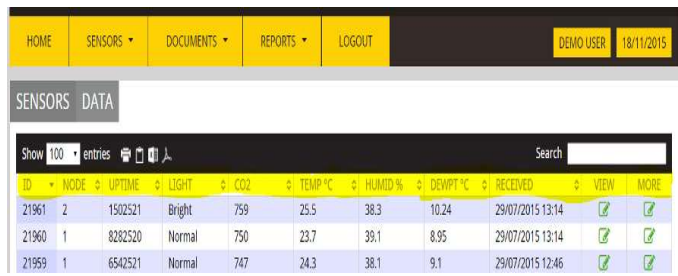 HOME SENSORS DOCUMENTS REPORTS LOGOUT DEMO USER 18/11/2015
SENSORS DATA
Show 100 entries Search
ID NODE UPTIME LIGHT CO2 TEMP °C HUMID % DEWPT °C RECEIVED VIEW MORE
21961 2 1502521 Bright 759 25.5 38.3 10.24 29/07/2015 13:14
21960 1 8282520 Normal 750 23.7 39.1 8.95 29/07/2015 13:14
21959 1 6542521 Normal 747 24.3 38.1 9.1 29/07/2015 12:46